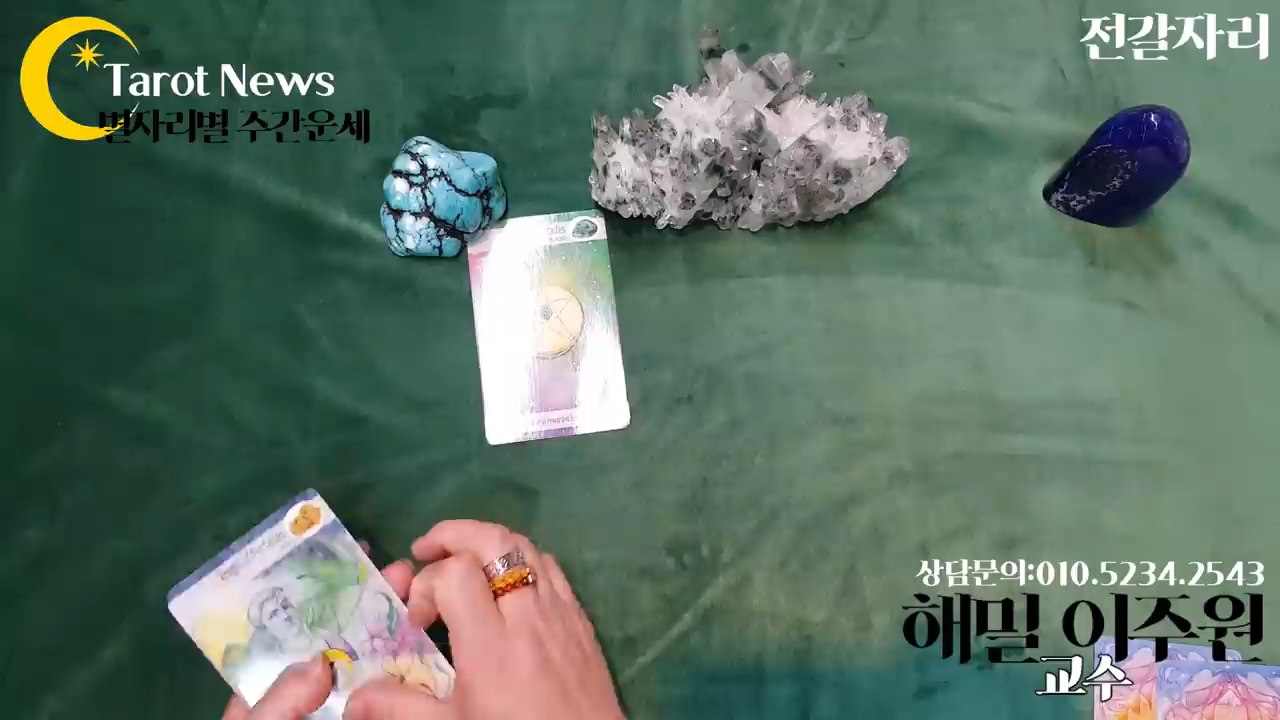 전갈자리
Tarot News
별자리별 주간운세
상담문의:010.5234.2543
해밀 이주원
교수